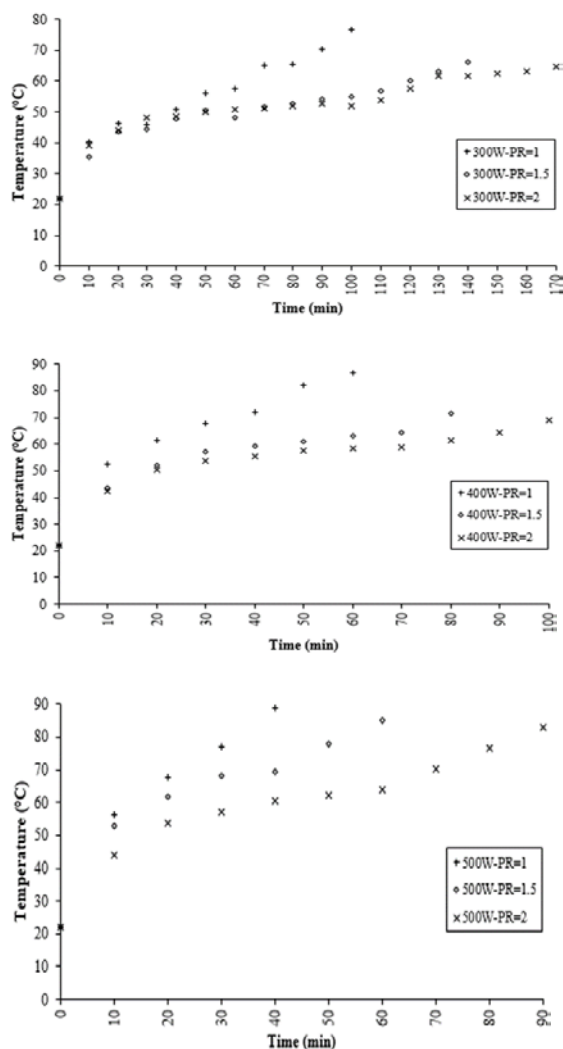 80
70
60
50
40
30
20
10
0
Temperature (°C)
+ 300W-PR=1
300W-PR=1.5
× 300W-PR=2
0 10 20 30 40 50 60 70 80 90 100 110 120 130 140 150 160 170
Time (min)
90
80
70
60
50
40
30
20
10
0
Temperature (°C)
+ 400W-PR=1
400W-PR=1.5
× 400W-PR=2
0 10 20 30 40 50 60 70 80 90 100
Time (min)
90
80
70
60
50
40
30
20
10
0
Temperature (°C)
+ 500W-PR=1
500W-PR=1.5
× 500W-PR=2
0 10 20 30 40 50 60 70 80 90
Time (min)